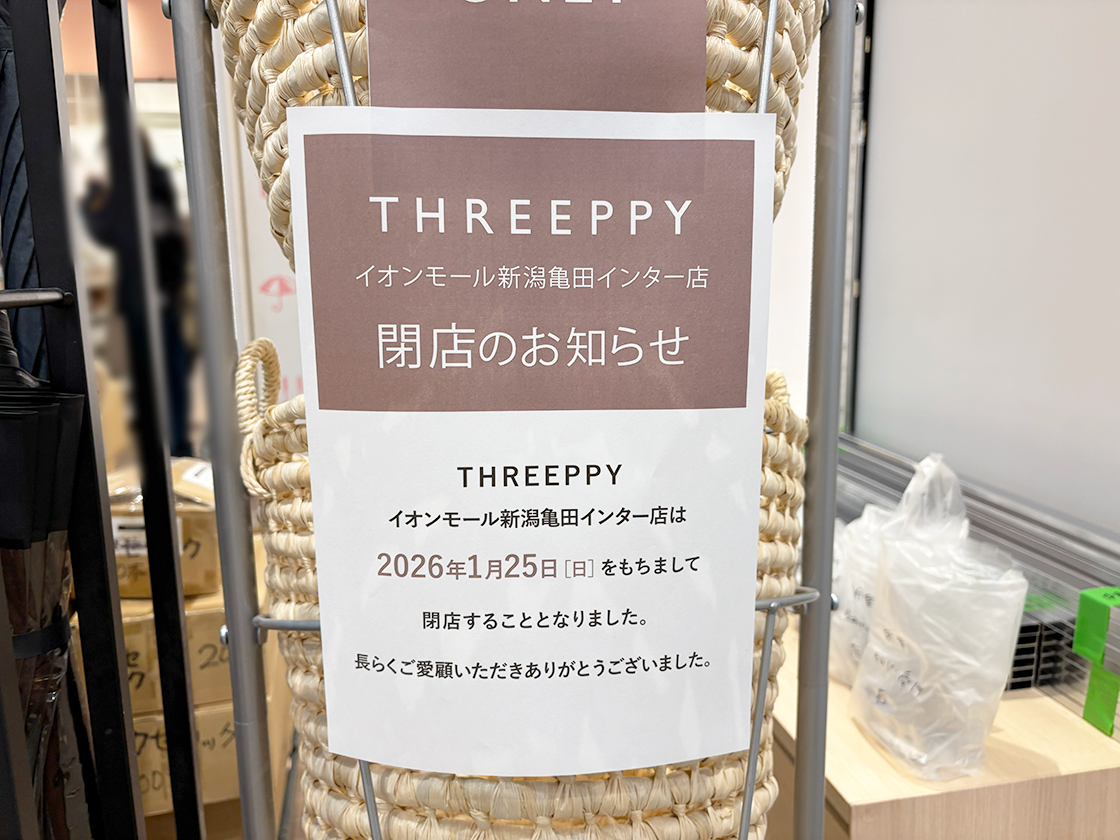 ONLY
THREEPPY
イオンモール新潟亀田インター店
閉店のお知らせ
THREEPPY
イオンモール新潟亀田インター店は
2026年1月25日[日]をもちまして
閉店することとなりました。
長らくご愛顧いただきありがとうございました。